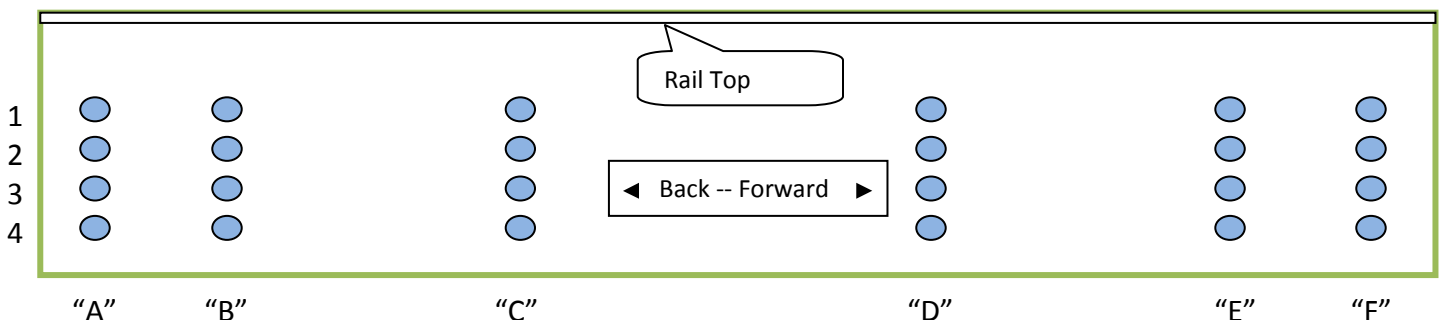 Rail Top
1
2
3
◄ Back -- Forward ►
4
“A” “B” “C” “D” “E” “F”